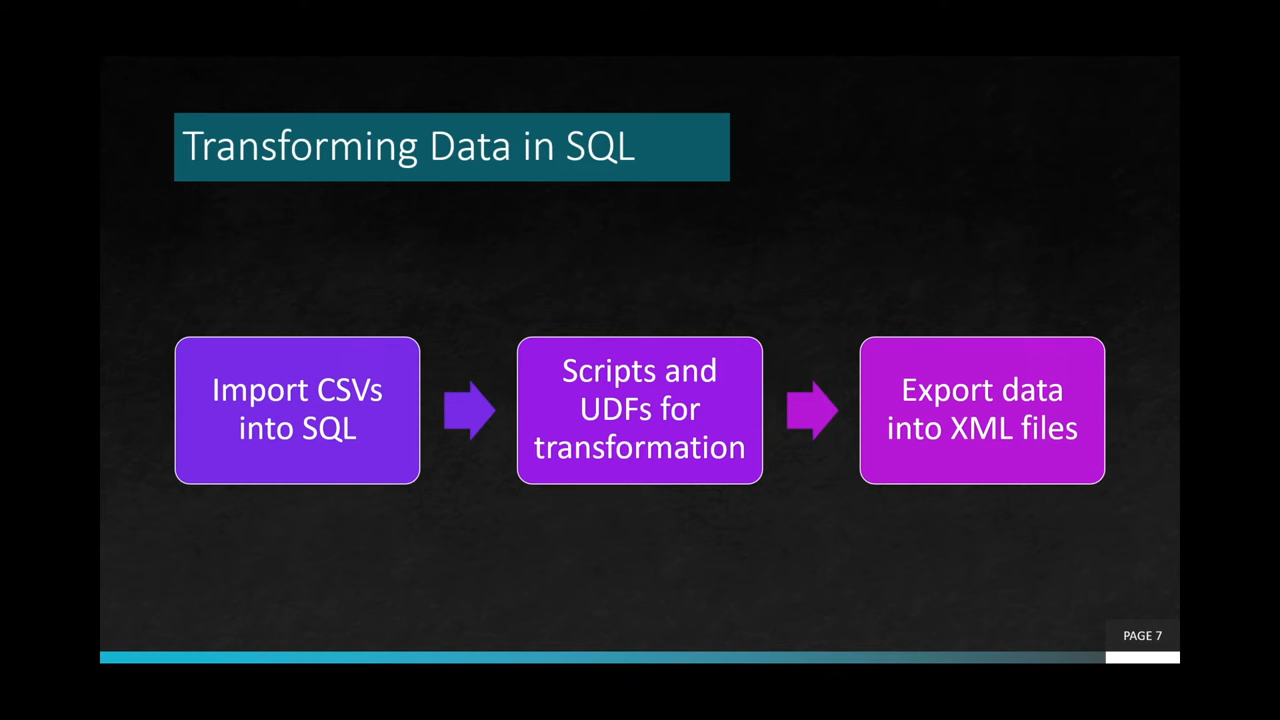 Transforming Data in SQL
Import CSVs
into SQL
Scripts and
UDFs for
transformation
Export data
into XML files
PAGE 7